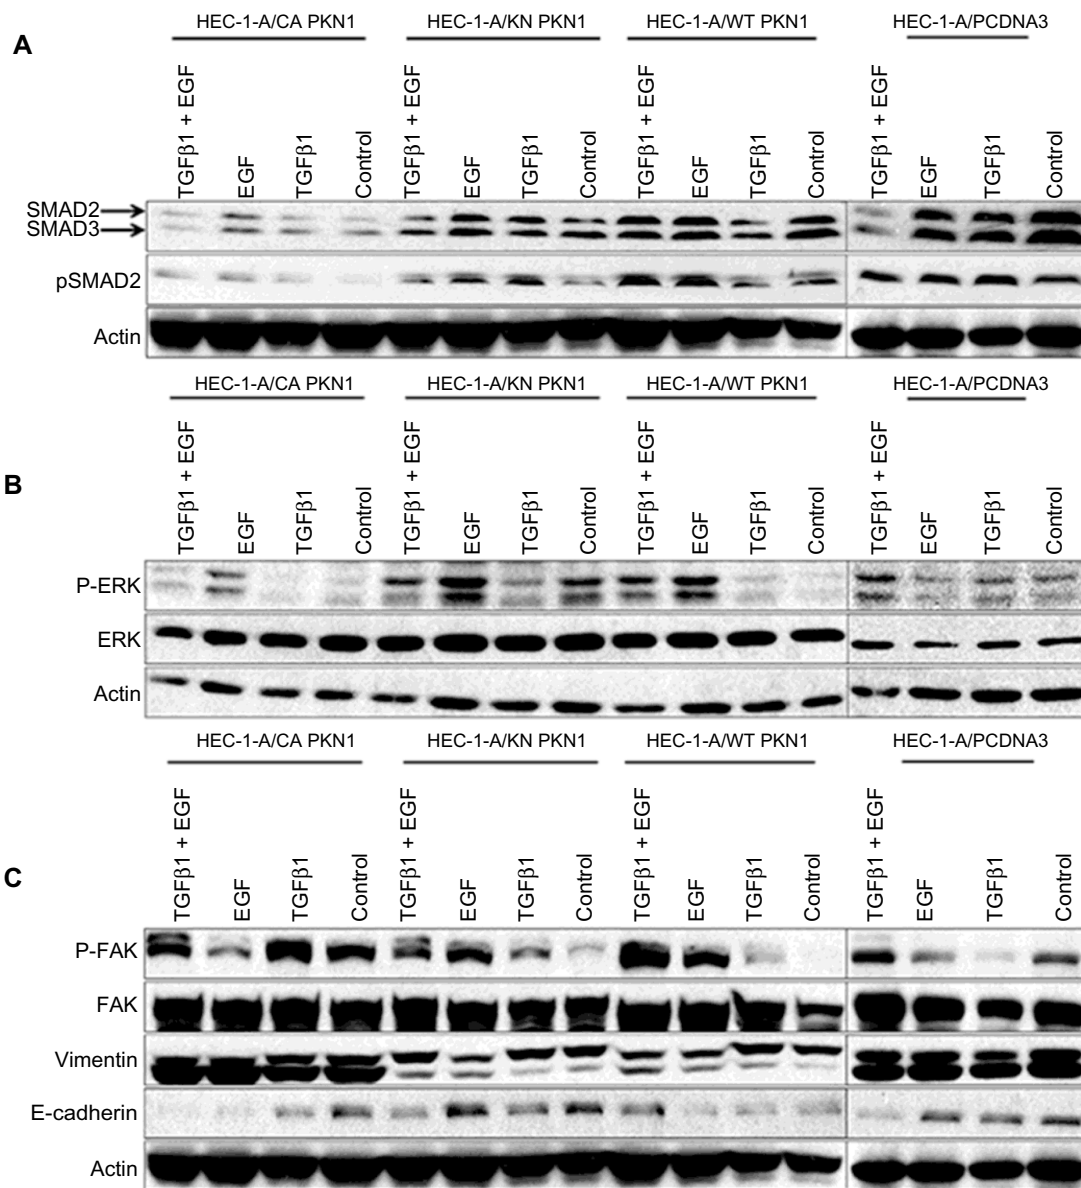 HEC-1-A/CA PKN1 HEC-1-A/KN PKN1 HEC-1-A/WT PKN1 HEC-1-A/PCDNA3
A
TGFβ1 + EGF EGF TGFβ1 Control TGFβ1 + EGF EGF TGFβ1 Control TGFβ1 + EGF EGF TGFβ1 Control TGFβ1 + EGF EGF TGFβ1 Control
SMAD2
SMAD3
pSMAD2
Actin
HEC-1-A/CA PKN1 HEC-1-A/KN PKN1 HEC-1-A/WT PKN1 HEC-1-A/PCDNA3
B
TGFβ1 + EGF EGF TGFβ1 Control TGFβ1 + EGF EGF TGFβ1 Control TGFβ1 + EGF EGF TGFβ1 Control TGFβ1 + EGF EGF TGFβ1 Control
P-ERK
ERK
Actin
HEC-1-A/CA PKN1 HEC-1-A/KN PKN1 HEC-1-A/WT PKN1 HEC-1-A/PCDNA3
C
TGFβ1 + EGF EGF TGFβ1 Control TGFβ1 + EGF EGF TGFβ1 Control TGFβ1 + EGF EGF TGFβ1 Control TGFβ1 + EGF EGF TGFβ1 Control
P-FAK
FAK
Vimentin
E-cadherin
Actin